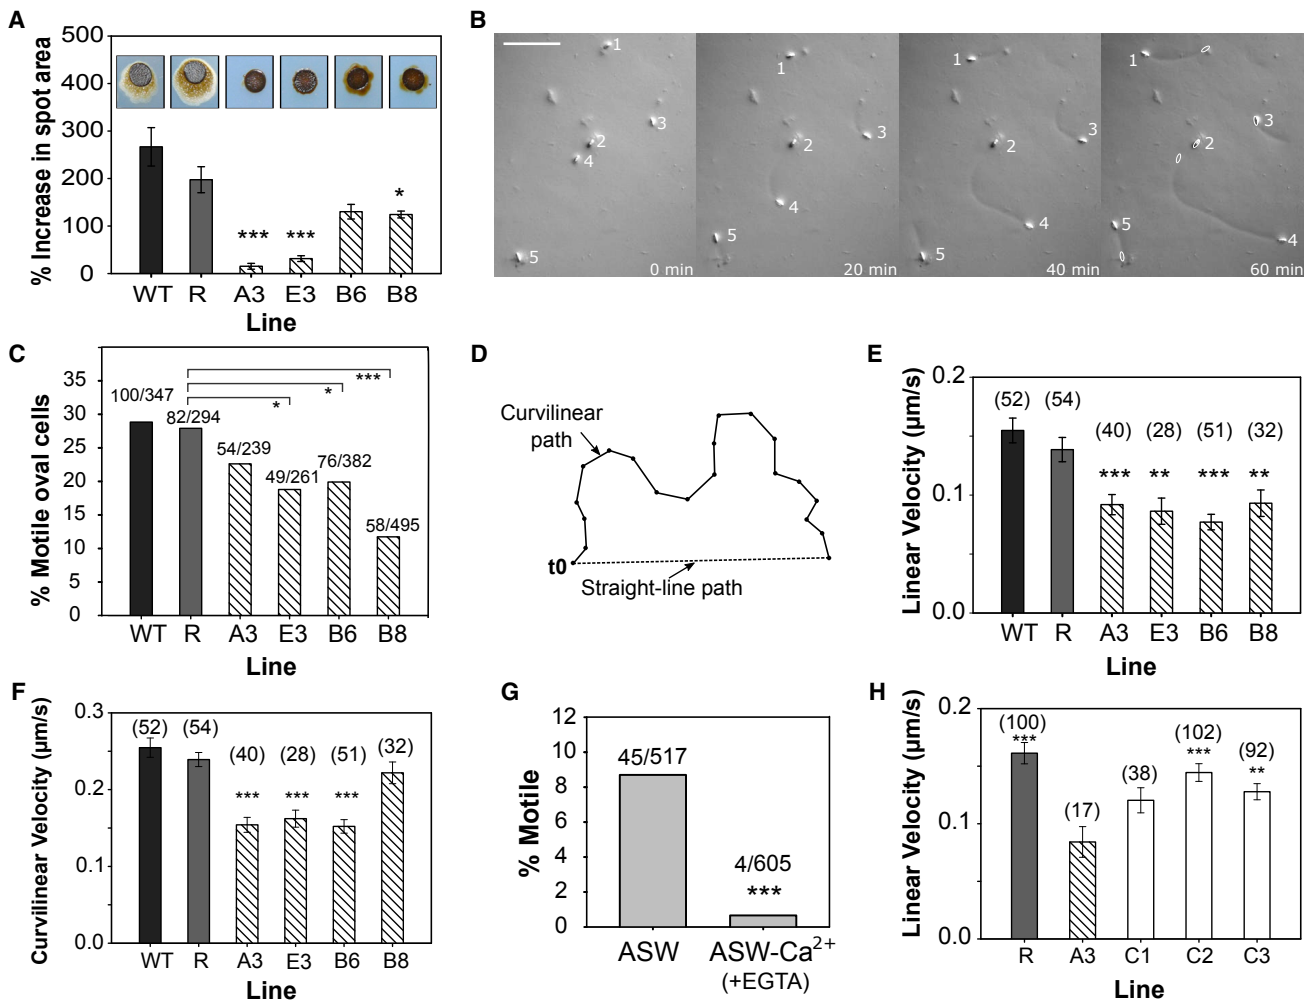 A
% Increase in spot area
500
400
300
200
100
0
***
***
*
WT R A3 E3 B6 B8
Line
B
1
2
3
4
5
0 min
1
2
3
4
5
20 min
1
2
3
4
5
40 min
1
2
3
4
5
60 min
C
% Motile oval cells
35
30
25
20
15
10
5
0
***
*
*
100/347
82/294
54/239
49/261
76/382
58/495
WT R A3 E3 B6 B8
Line
D
Curvilinear
path
t0
Straight-line path
E
Linear Velocity (µm/s)
0.2
0.1
0.0
(52) (54) (40) (28) (51) (32)
*** ** *** **
WT R A3 E3 B6 B8
Line
F
Curvilinear Velocity (µm/s)
0.3
0.2
0.1
0.0
(52) (54) (40) (28) (51) (32)
*** *** ***
WT R A3 E3 B6 B8
Line
G
% Motile
12
10
8
6
4
2
0
45/517
4/605
***
ASW ASW-Ca²⁺
(+EGTA)
H
Linear Velocity (µm/s)
0.2
0.1
0.0
(100) (17) (38) (102) (92)
*** *** **
R A3 C1 C2 C3
Line